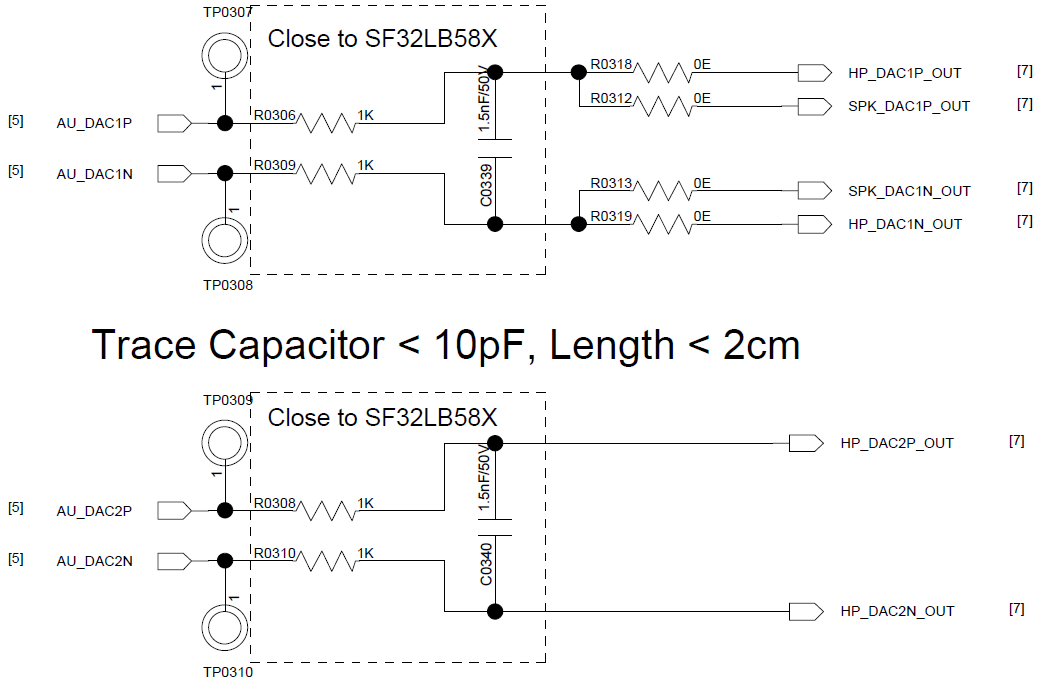 TP0307
Close to SF32LB58X
R0318 0E HP_DAC1P_OUT [7]
1.5nF/50V
R0312 0E SPK_DAC1P_OUT [7]
1
[5] AU_DAC1P R0306 1K
[5] AU_DAC1N R0309 1K
C0339
R0313 0E SPK_DAC1N_OUT [7]
1
R0319 0E HP_DAC1N_OUT [7]
TP0308
Trace Capacitor < 10pF, Length < 2cm
TP0309
Close to SF32LB58X
HP_DAC2P_OUT [7]
1
1.5nF/50V
[5] AU_DAC2P R0308 1K
[5] AU_DAC2N R0310 1K
C0340
1
HP_DAC2N_OUT [7]
TP0310